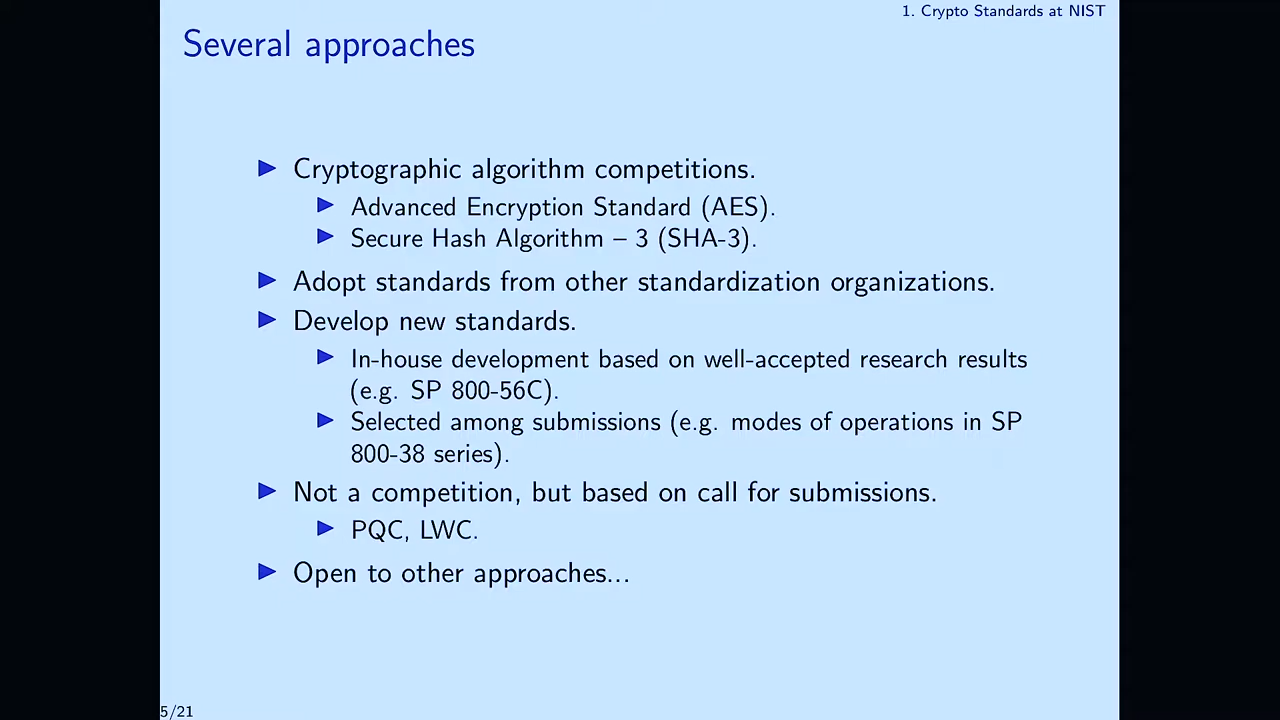 1. Crypto Standards at NIST
Several approaches
Cryptographic algorithm competitions.
Advanced Encryption Standard (AES).
Secure Hash Algorithm – 3 (SHA-3).
Adopt standards from other standardization organizations.
Develop new standards.
In-house development based on well-accepted research results
(e.g. SP 800-56C).
Selected among submissions (e.g. modes of operations in SP
800-38 series).
Not a competition, but based on call for submissions.
PQC, LWC.
Open to other approaches...
5/21